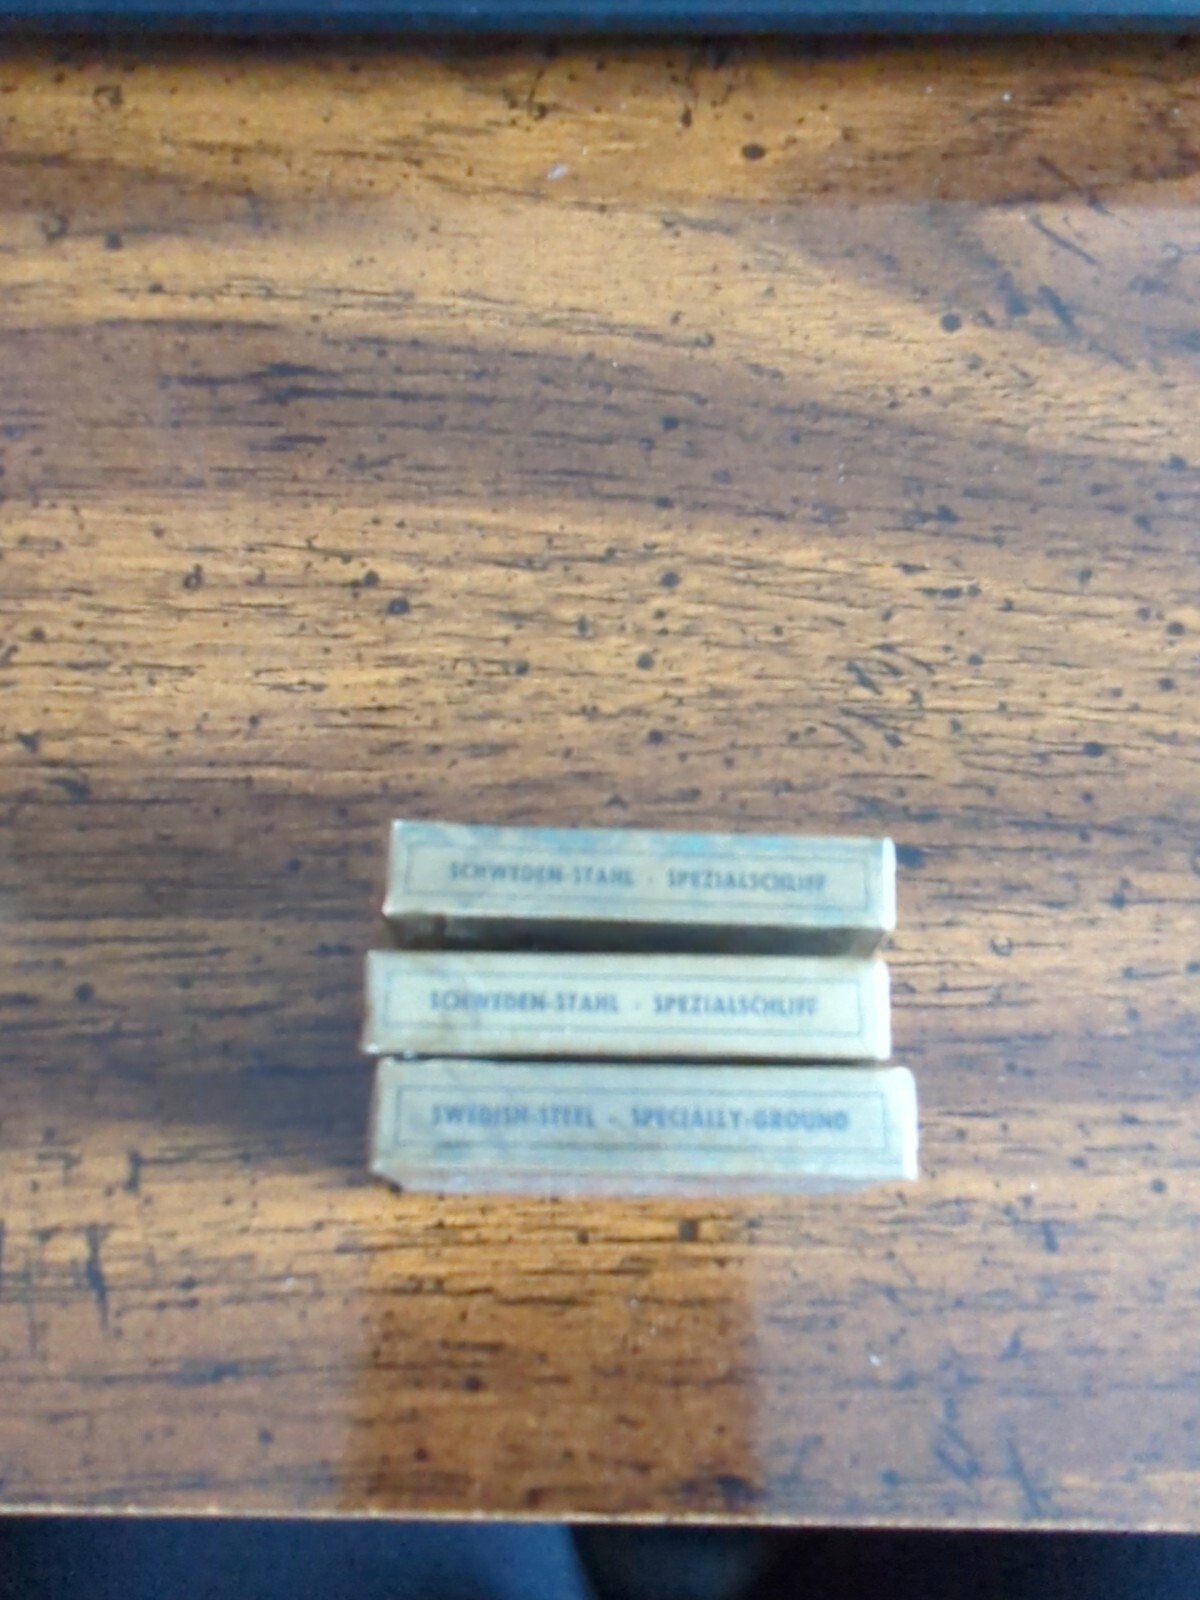 SCHWEDEN-STAHL · SPEZIALSCHLIFF
SCHWEDEN-STAHL · SPEZIALSCHLIFF
SWEDISH-STEEL - SPECIALLY-GROUND